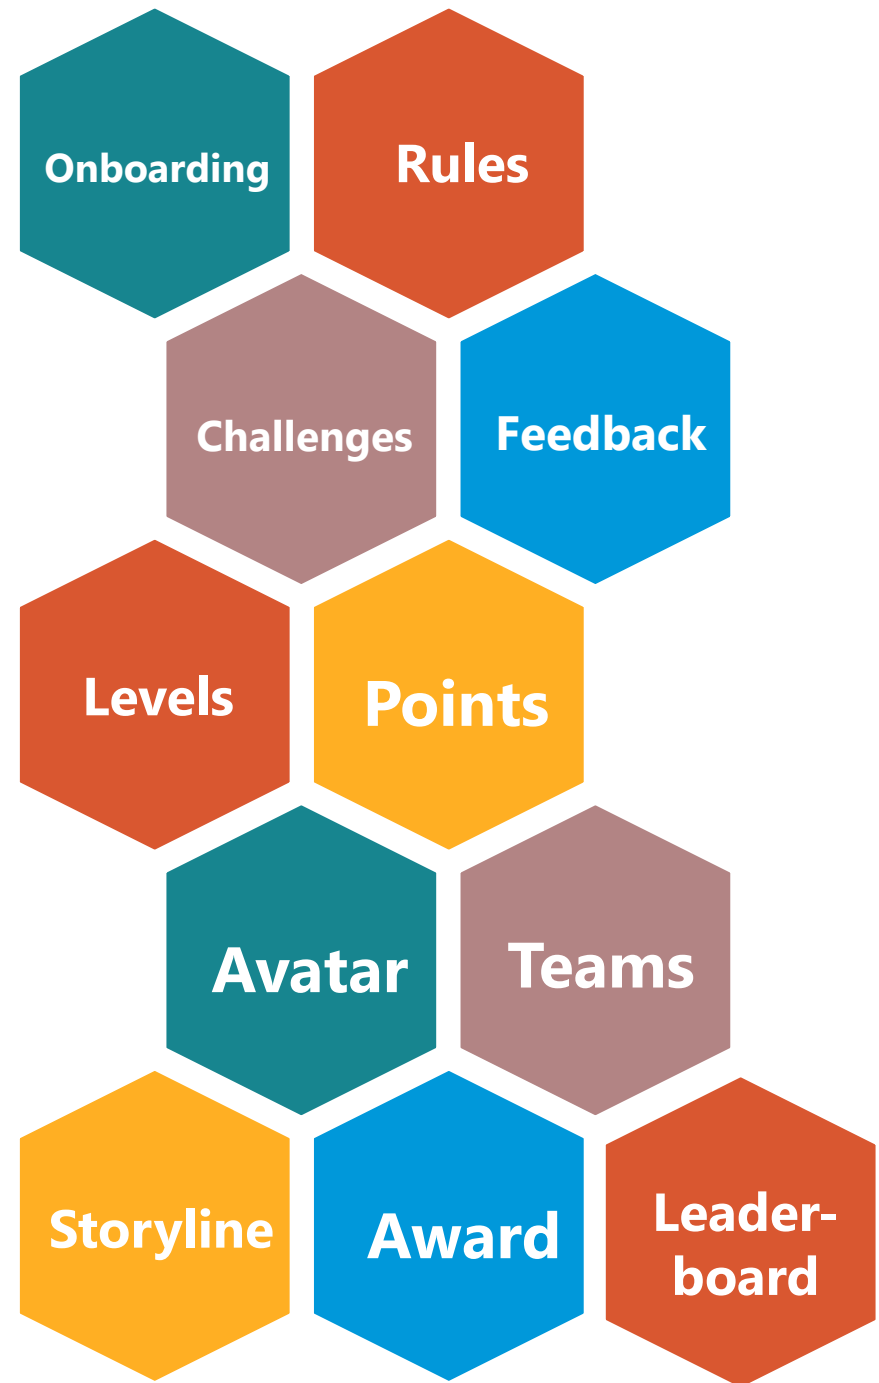 Onboarding
Rules
Challenges
Feedback
Levels
Points
Avatar
Teams
Storyline
Award
Leader-
board